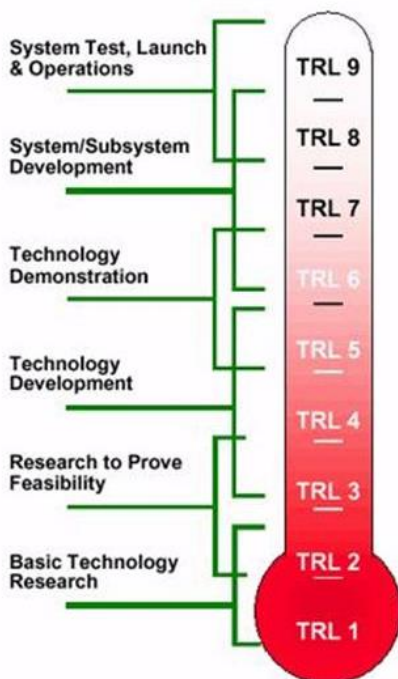 System Test, Launch
& Operations
System/Subsystem
Development
Technology
Demonstration
Technology
Development
Research to Prove
Feasibility
Basic Technology
Research
TRL 9
TRL 8
TRL 7
TRL 6
TRL 5
TRL 4
TRL 3
TRL 2
TRL 1